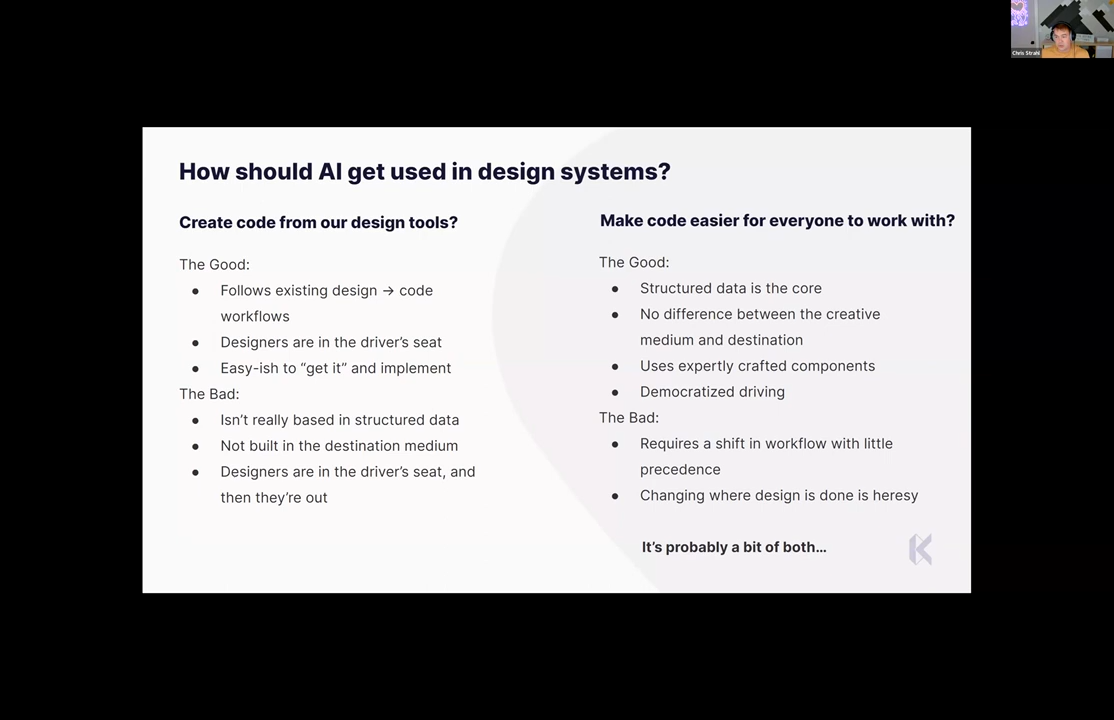 Chris Strahl
How should AI get used in design systems?
Create code from our design tools?
The Good:
● Follows existing design → code
workflows
● Designers are in the driver’s seat
● Easy-ish to “get it” and implement
The Bad:
● Isn’t really based in structured data
● Not built in the destination medium
● Designers are in the driver’s seat, and
then they’re out
Make code easier for everyone to work with?
The Good:
● Structured data is the core
● No difference between the creative
medium and destination
● Uses expertly crafted components
● Democratized driving
The Bad:
● Requires a shift in workflow with little
precedence
● Changing where design is done is heresy
It’s probably a bit of both...